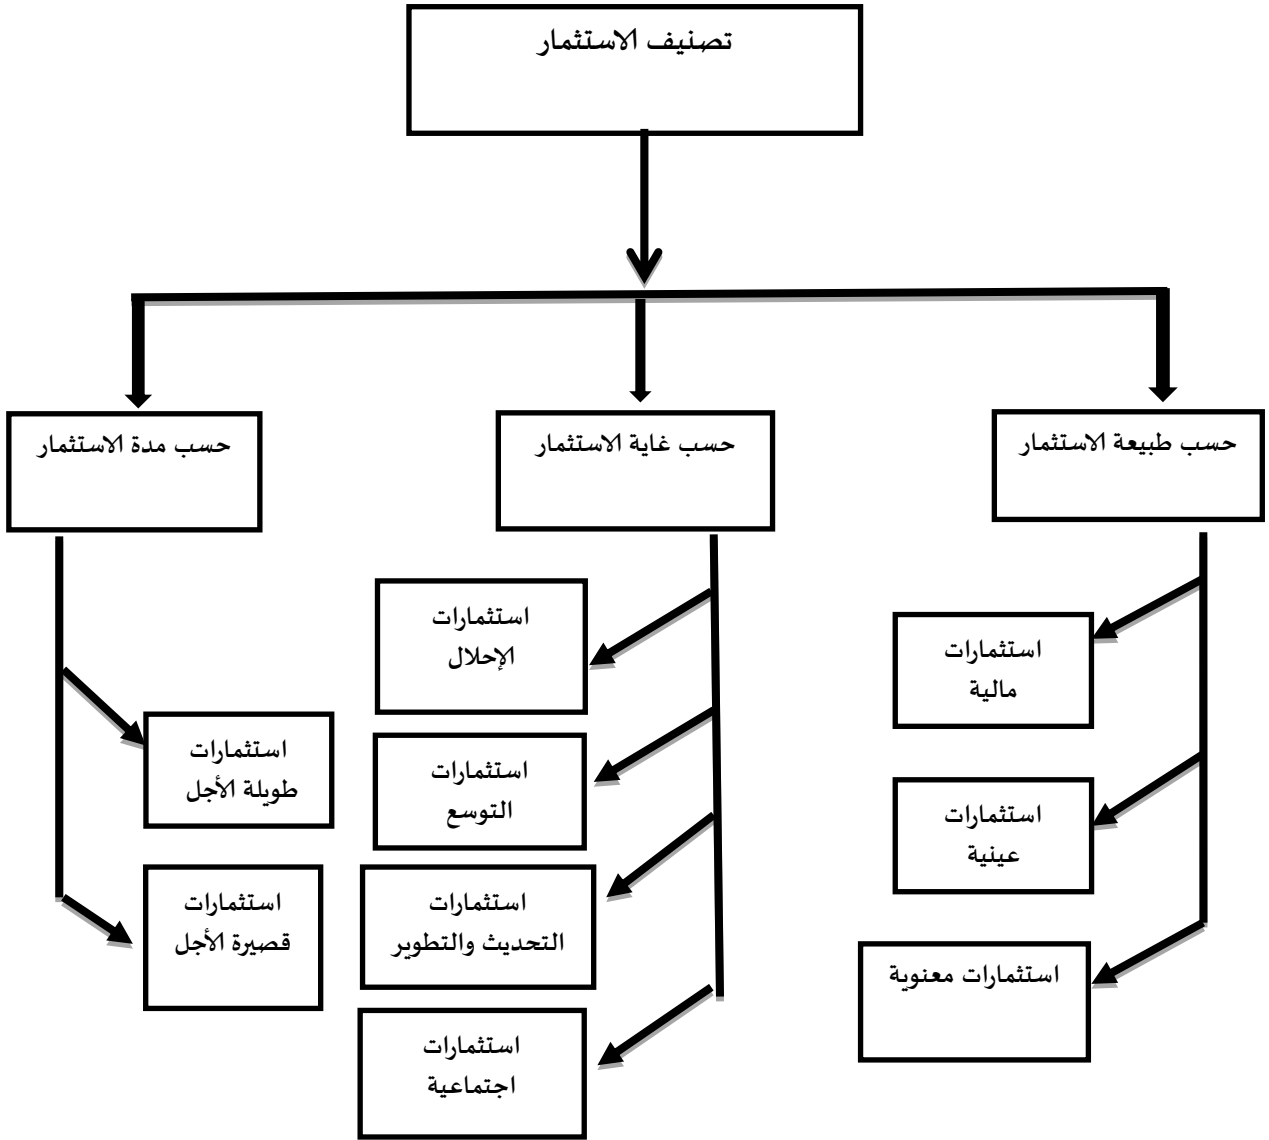 تصنيف الاستثمار
حسب طبيعة الاستثمار
حسب غاية الاستثمار
حسب مدة الاستثمار
استثمارات
مالية
استثمارات
عينية
استثمارات معنوية
استثمارات
الإحلال
استثمارات
التوسع
استثمارات
التحديث والتطوير
استثمارات
اجتماعية
استثمارات
طويلة الأجل
استثمارات
قصيرة الأجل